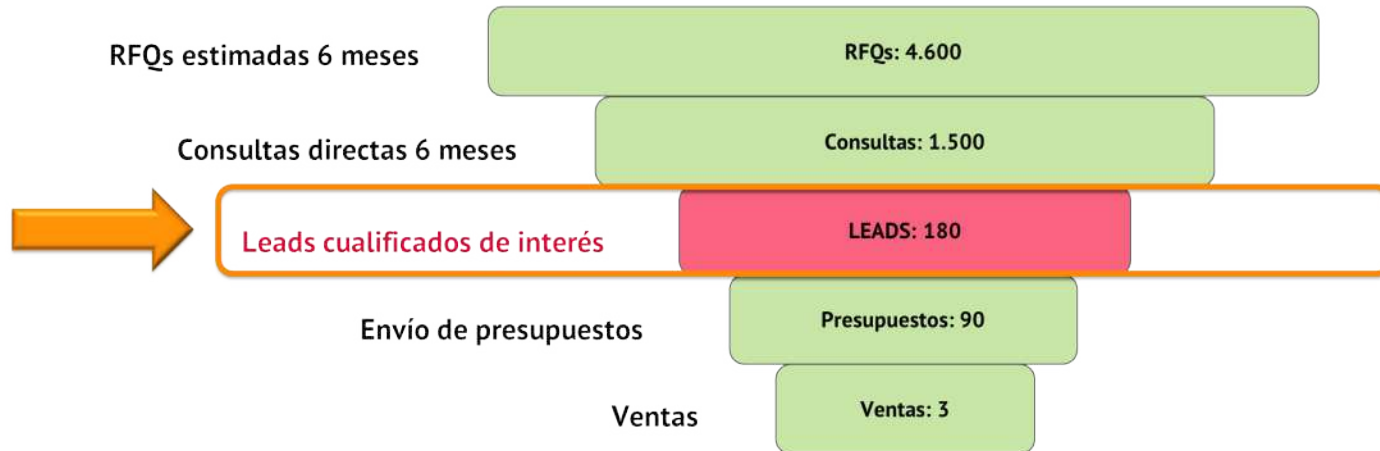 RFQs estimadas 6 meses
RFQs: 4.600
Consultas directas 6 meses
Consultas: 1.500
Leads cualificados de interés
LEADS: 180
Envío de presupuestos
Presupuestos: 90
Ventas
Ventas: 3